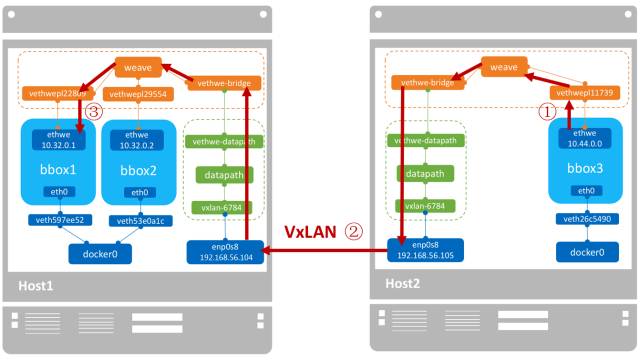 weave
vethwepl22809
vethwepl29554
vethwe-bridge
③
ethwe
10.32.0.1
bbox1
eth0
ethwe
10.32.0.2
bbox2
eth0
vethwe-datapath
datapath
vxlan-6784
veth597ee52
veth53e0a1c
docker0
enp0s8
192.168.56.104
Host1
VxLAN ②
weave
vethwe-bridge
vethwepl11739
①
vethwe-datapath
datapath
vxlan-6784
ethwe
10.44.0.0
bbox3
eth0
veth26c5490
docker0
enp0s8
192.168.56.105
Host2